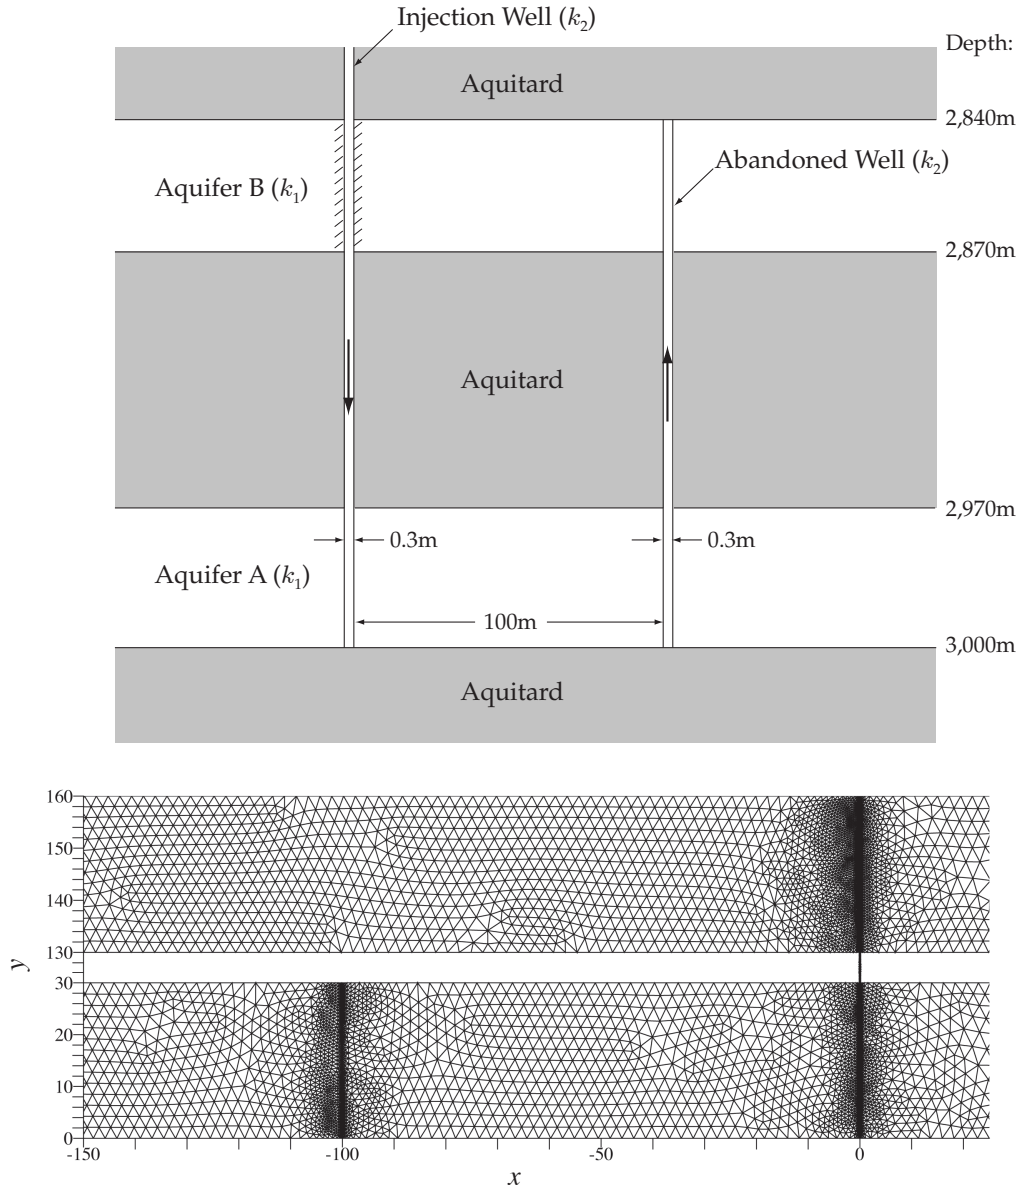 Injection Well (k2)
Depth:
Aquitard
2,840m
Abandoned Well (k2)
Aquifer B (k1)
2,870m
Aquitard
2,970m
0.3m
0.3m
Aquifer A (k1)
100m
3,000m
Aquitard
160
150
140
130
y
30
20
10
0
-150
-100
-50
0
x